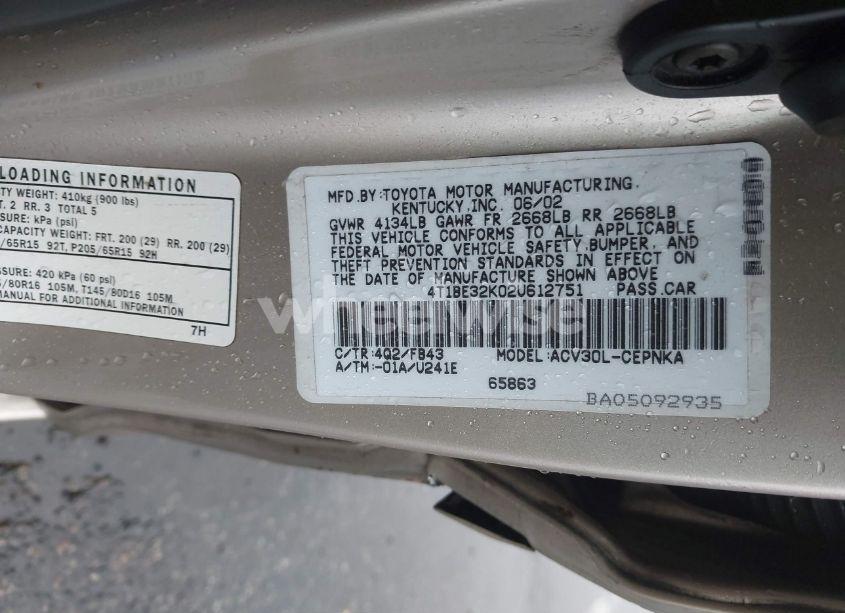 LOADING INFORMATION
CITY WEIGHT: 410kg (900 lbs)
T. 2 RR. 3 TOTAL 5
SSURE: kPa (psi)
CAPACITY WEIGHT: FRT. 200 (29) RR. 200 (29)
/65R15 92T, P205/65R15 92H
SSURE: 420 kPa (60 psi)
5/80R16 105M, T145/80D16 105M
MANUAL FOR ADDITIONAL INFORMATION
7H
MFD.BY:TOYOTA MOTOR MANUFACTURING.
KENTUCKY.INC. 06/02
GVWR 4134LB GAWR FR 2668LB RR 2668LB
THIS VEHICLE CONFORMS TO ALL APPLICABLE
FEDERAL MOTOR VEHICLE SAFETY.BUMPER, AND
THEFT PREVENTION STANDARDS IN EFFECT ON
THE DATE OF MANUFACTURE SHOWN ABOVE
4T1BE32K02U612751 PASS.CAR
C/TR:4Q2/FB43 MODEL:ACV30L-CEPNKA
A/TM:-01A/U241E
65863
BA05092935
wheelwise